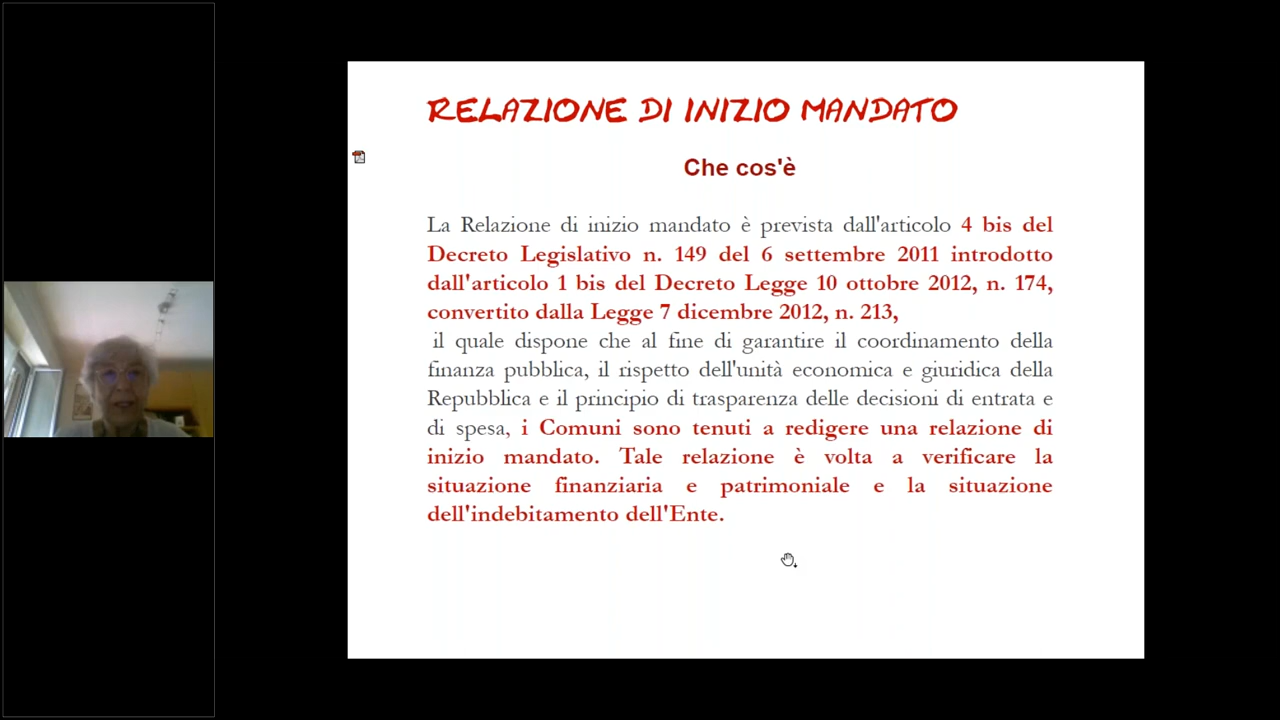 RELAZIONE DI INIZIO MANDATO
Che cos'è
La Relazione di inizio mandato è prevista dall'articolo 4 bis del
Decreto Legislativo n. 149 del 6 settembre 2011 introdotto
dall'articolo 1 bis del Decreto Legge 10 ottobre 2012, n. 174,
convertito dalla Legge 7 dicembre 2012, n. 213,
il quale dispone che al fine di garantire il coordinamento della
finanza pubblica, il rispetto dell'unità economica e giuridica della
Repubblica e il principio di trasparenza delle decisioni di entrata e
di spesa, i Comuni sono tenuti a redigere una relazione di
inizio mandato. Tale relazione è volta a verificare la
situazione finanziaria e patrimoniale e la situazione
dell'indebitamento dell'Ente.